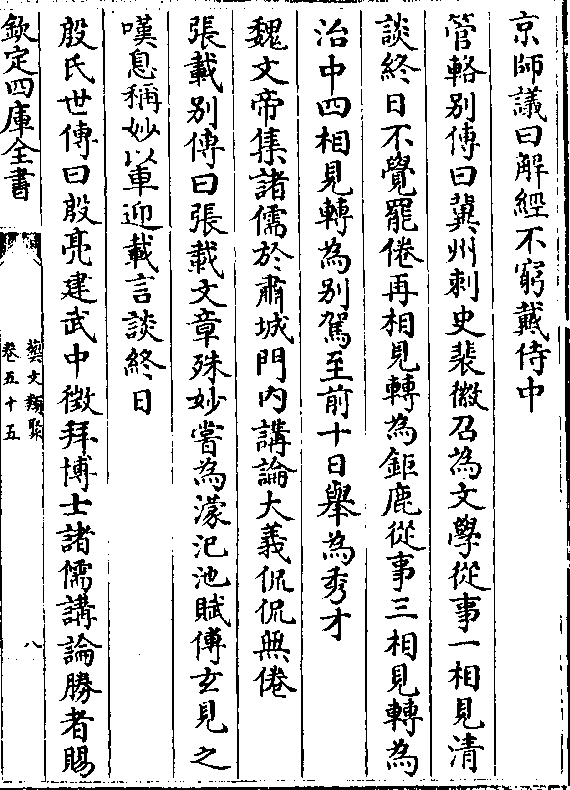 京師議曰解經不窮戴侍中
管輅別傳曰冀州刺史裴徽召為文學從事一相見清
談終日不覺罷倦再相見轉為鉅鹿從事三相見轉為
治中四相見轉為別駕至前十日舉為秀才
魏文帝集諸儒於肅城門内講論大義侃侃無倦
張載別傳曰張載文章殊妙嘗為濛汜池賦傅玄見之
嘆息稱妙以車迎載言談終日
殷氏世傳曰殷亮建武中徴拜博士諸儒講論勝者賜
欽定四庫全書
藝文類聚
卷五十五
八